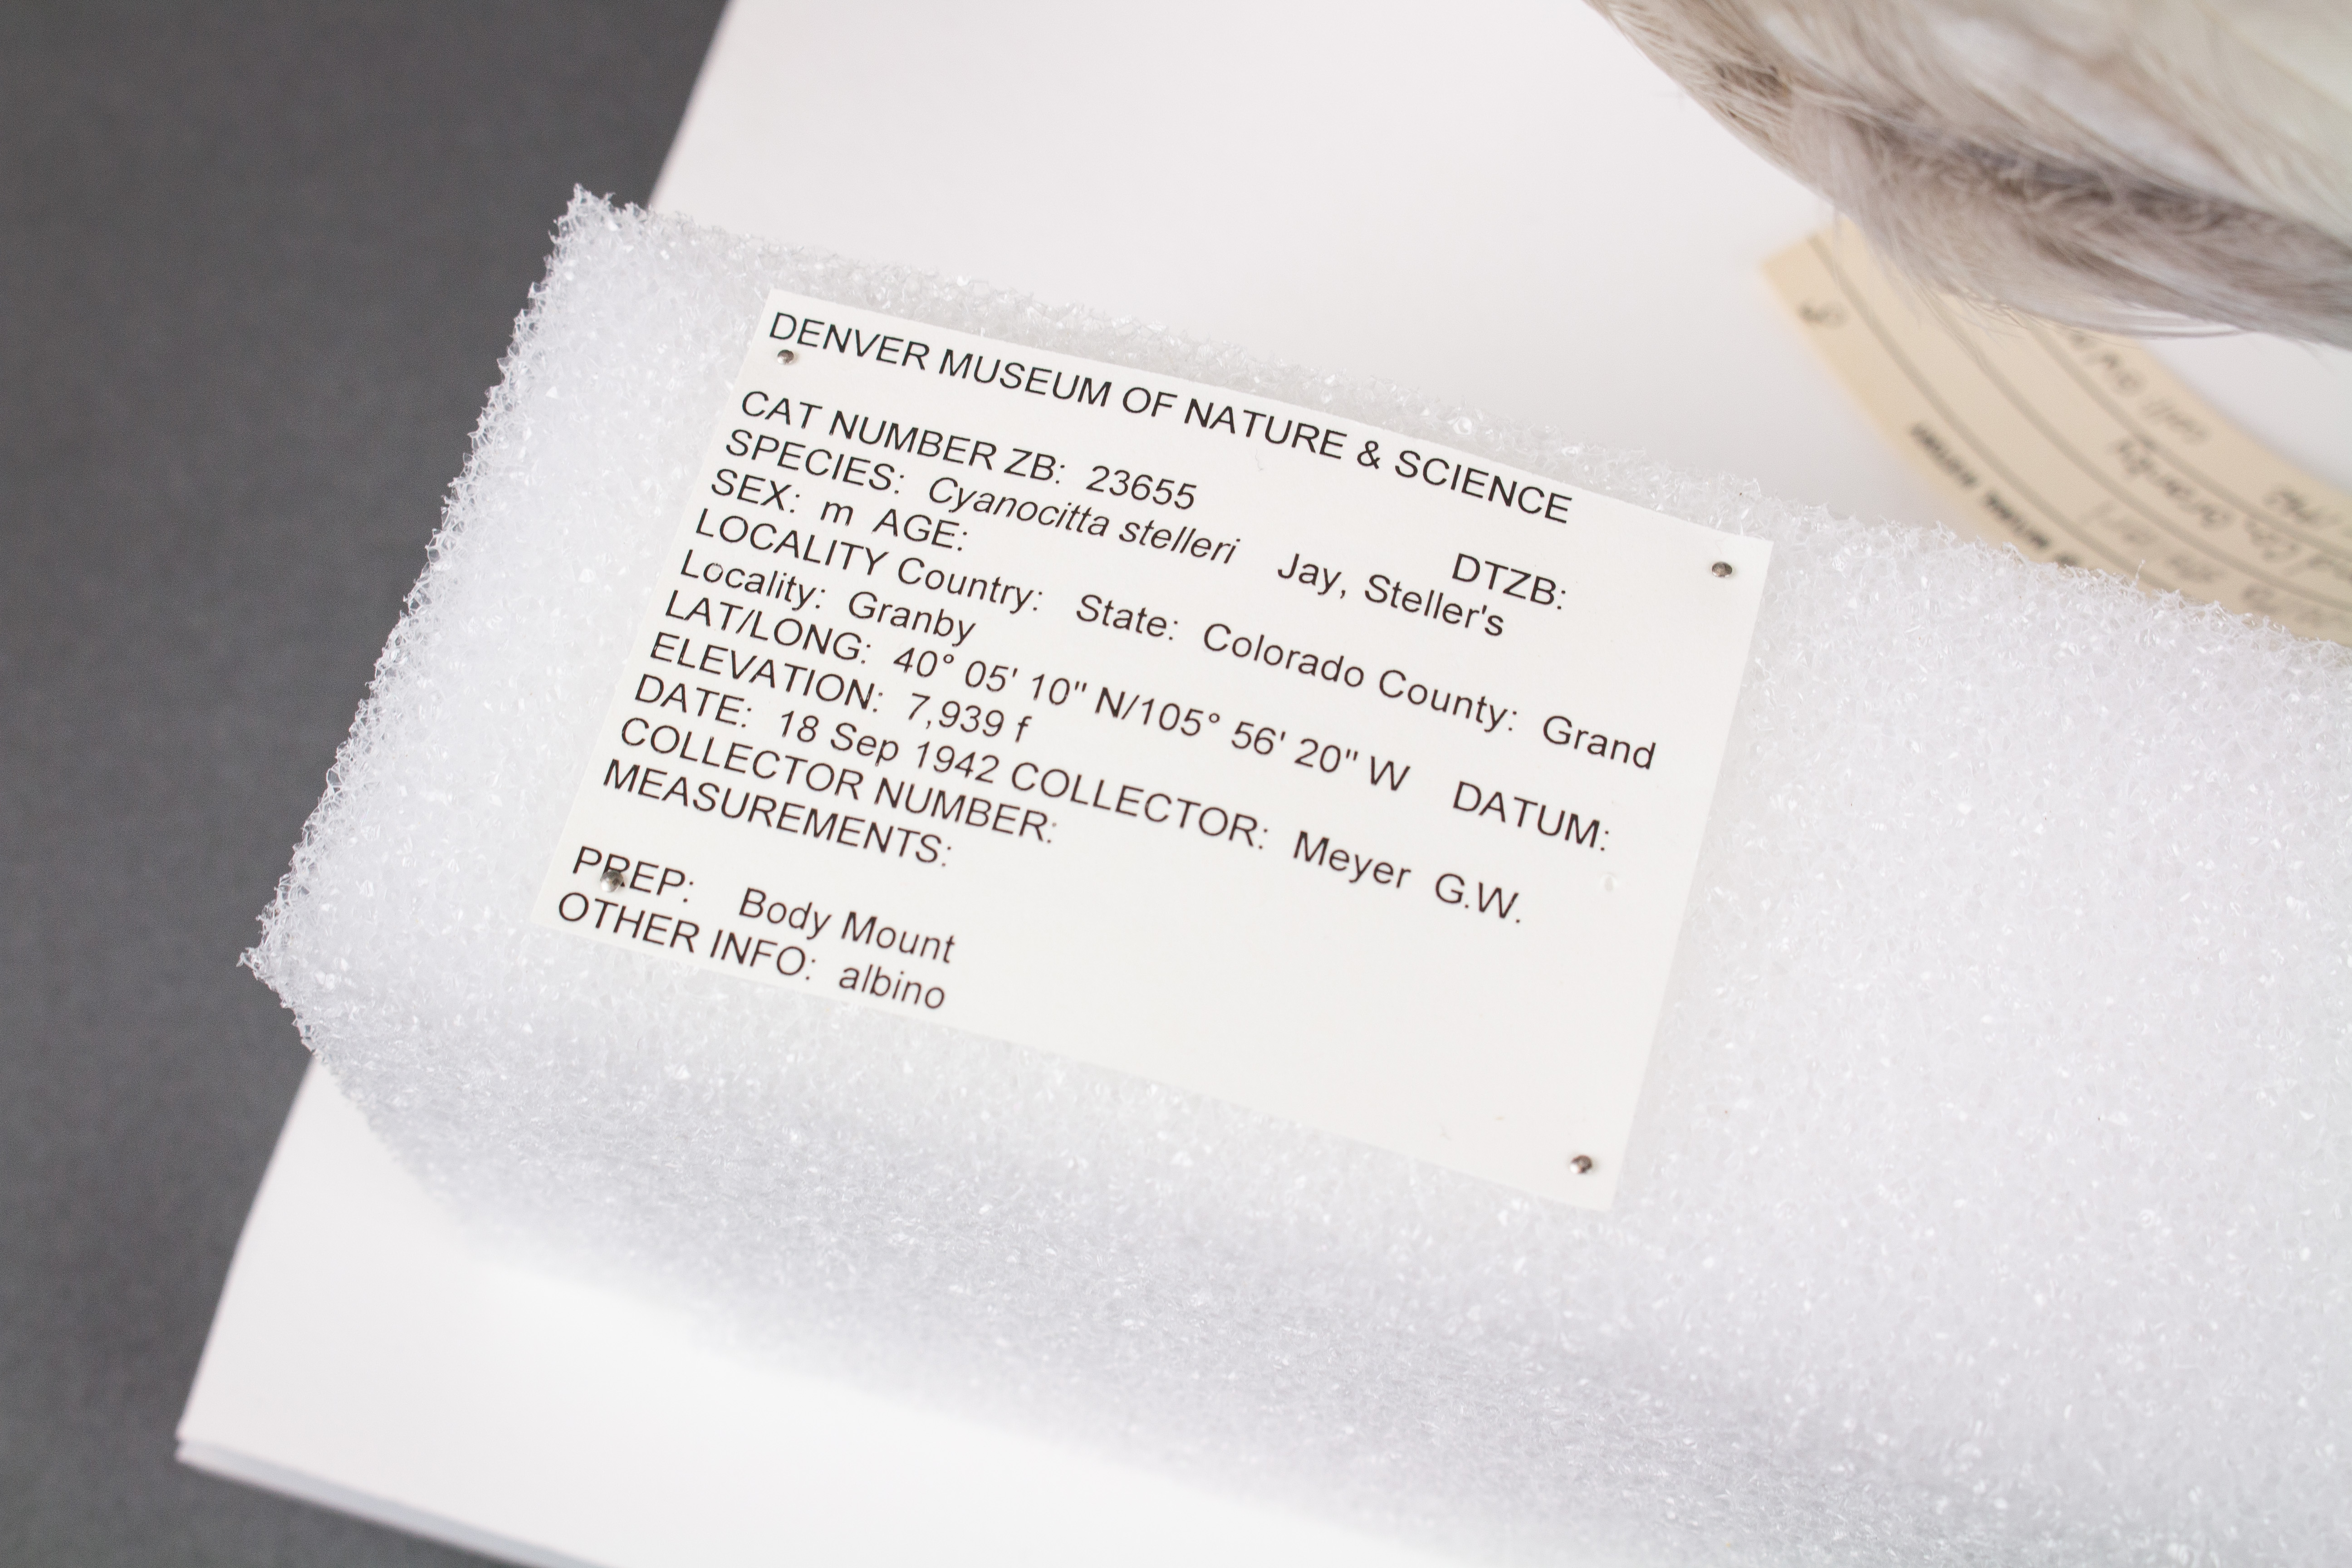 DENVER MUSEUM OF NATURE & SCIENCE
CAT NUMBER ZB: 23655 DTZB:
SPECIES: Cyanocitta stelleri Jay, Steller's
SEX: m AGE:
LOCALITY Country: State: Colorado County: Grand
Locality: Granby
LAT/LONG: 40° 05' 10" N/105° 56' 20" W DATUM:
ELEVATION: 7,939 f
DATE: 18 Sep 1942 COLLECTOR: Meyer G.W.
COLLECTOR NUMBER:
MEASUREMENTS:
PREP: Body Mount
OTHER INFO: albino